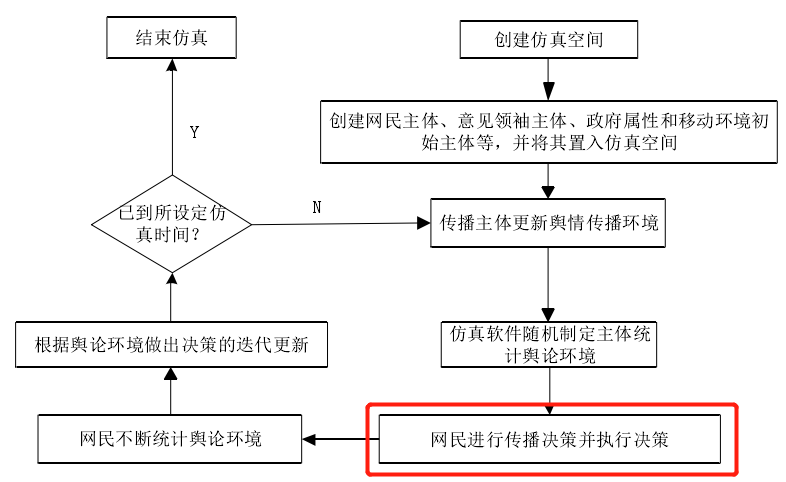 结束仿真
创建仿真空间
创建网民主体、意见领袖主体、政府属性和移动环境初
始主体等，并将其置入仿真空间
Y
已到所设定仿
真时间？
N
传播主体更新舆情传播环境
根据舆论环境做出决策的迭代更新
仿真软件随机制定主体统
计舆论环境
网民不断统计舆论环境
网民进行传播决策并执行决策